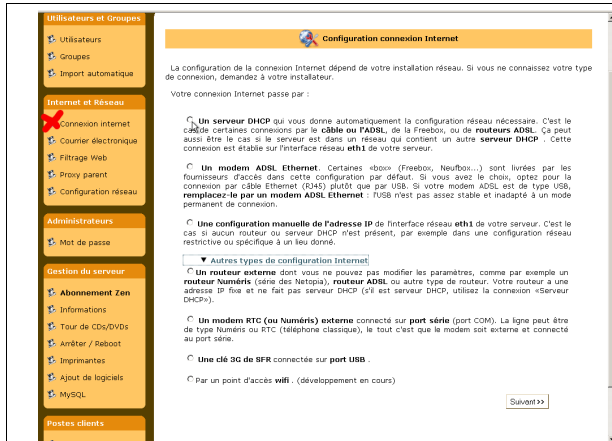 Utilisateurs et Groupes
Utilisateurs
Groupes
Import automatique
Internet et Réseau
Connexion internet
Courrier électronique
Filtrage Web
Proxy parent
Configuration réseau
Administrateurs
Mot de passe
Gestion du serveur
Abonnement Zen
Informations
Tour de CDs/DVDs
Arrêter / Reboot
Imprimantes
Ajout de logiciels
MySQL
Postes clients
Configuration connexion Internet
La configuration de la connexion Internet dépend de votre installation réseau. Si vous ne connaissez votre type
de connexion, demandez à votre installateur.
Votre connexion Internet passe par :
Un serveur DHCP qui vous donne automatiquement la configuration réseau nécessaire. C'est le
cas de certaines connexions par le câble ou l'ADSL, de la Freebox, ou de routeurs ADSL. Ça peut
aussi être le cas si le serveur est dans un réseau qui contient un autre serveur DHCP . Cette
connexion est établie sur l'interface réseau eth1 de votre serveur.
Un modem ADSL Ethernet. Certaines «box» (Freebox, Neufbox...) sont livrées par les
fournisseurs d'accès dans cette configuration par défaut. Si vous avez le choix, optez pour la
connexion par câble Ethernet (RJ45) plutôt que par USB. Si votre modem ADSL est de type USB,
remplacez-le par un modem ADSL Ethernet : l'USB n'est pas assez stable et inadapté à un mode
permanent de connexion.
Une configuration manuelle de l'adresse IP de l'interface réseau eth1 de votre serveur. C'est le
cas si aucun routeur ou serveur DHCP n'est présent, par exemple dans une configuration réseau
restrictive ou spécifique à un lieu donné.
▼ Autres types de configuration Internet
Un routeur externe dont vous ne pouvez pas modifier les paramètres, comme par exemple un
routeur Numéris (série des Netopia), routeur ADSL ou autre type de routeur. Votre routeur a une
adresse IP fixe et ne fait pas serveur DHCP (s'il est serveur DHCP, utilisez la connexion «Serveur
DHCP»).
Un modem RTC (ou Numéris) externe connecté sur port série (port COM). La ligne peut être
de type Numéris ou RTC (téléphone classique), le tout c'est que le modem soit externe et connecté
au port série.
Une clé 3G de SFR connectée sur port USB .
Par un point d'accés wifi . (développement en cours)
Suivant >>